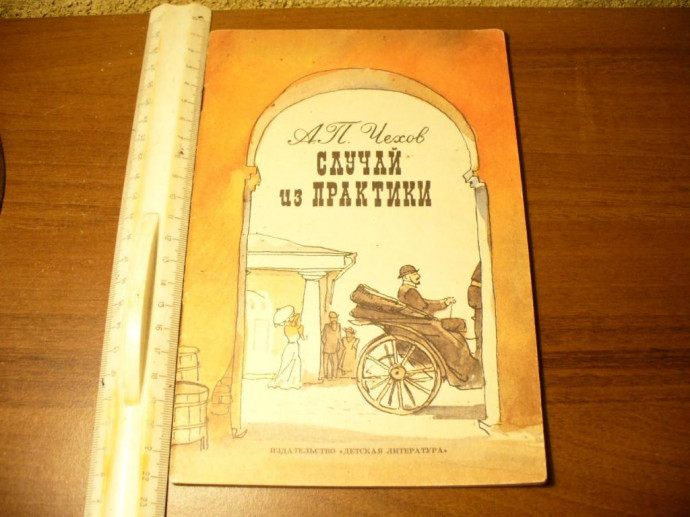 А.П. Чехов
СЛУЧАЙ
из ПРАКТИКИ
ИЗДАТЕЛЬСТВО «ДЕТСКАЯ ЛИТЕРАТУРА»